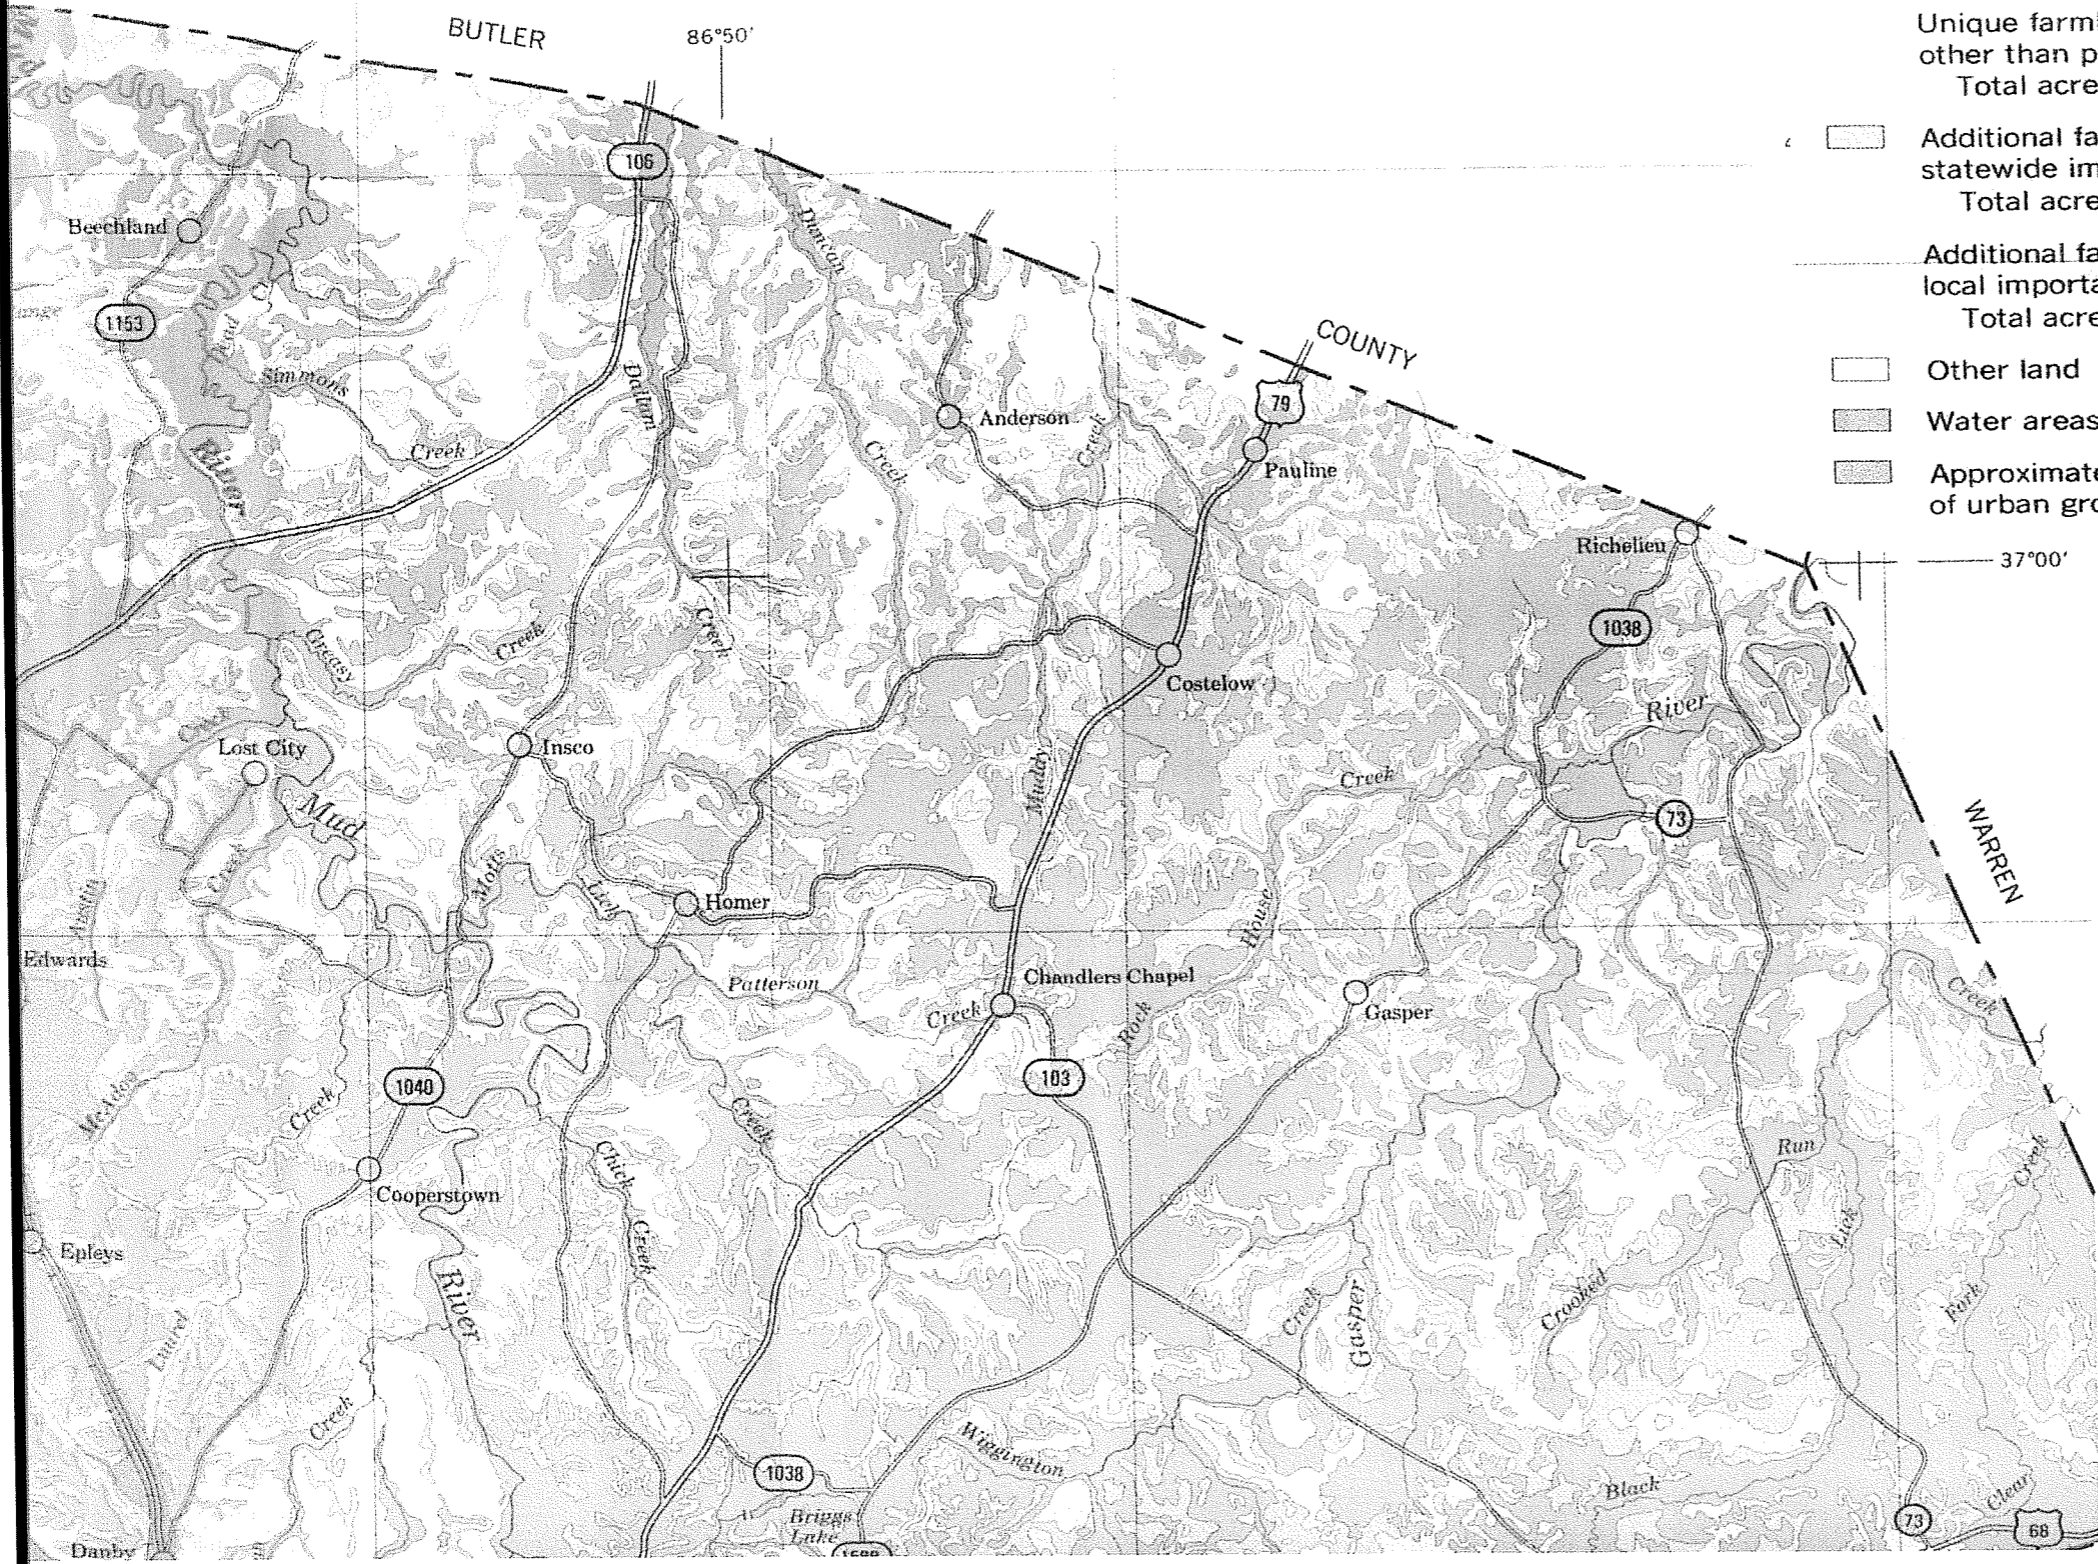 BUTLER
86°50′
Unique farm
other than p
Total acre
Additional fa
statewide im
Total acre
Additional fa
local importa
Total acre
Other land
Water areas
Approximate
of urban gro
106
Beechland
Duncan
1153
Mud
Simmons
Creek
River
Dallam
COUNTY
79
Anderson
Creek
Pauline
Creek
Richelieu
37°00′
1038
Creek
Creek
Costelow
River
Lost City
Insco
Mud
Muddy
Creek
73
WARREN
Creek
Austin
Motts
Lick
Homer
House
Edwards
Patterson
Creek
Chandlers Chapel
Rock
Gasper
Creek
103
1040
McAdoo
Creek
Creek
Chick
Creek
Run
Creek
Cooperstown
Lick
Epleys
River
Laurel
Creek
Creek
Gasper
Crooked
Fork
Wiggington
1038
Black
Clear
Briggs
Lake
73
68
Danby